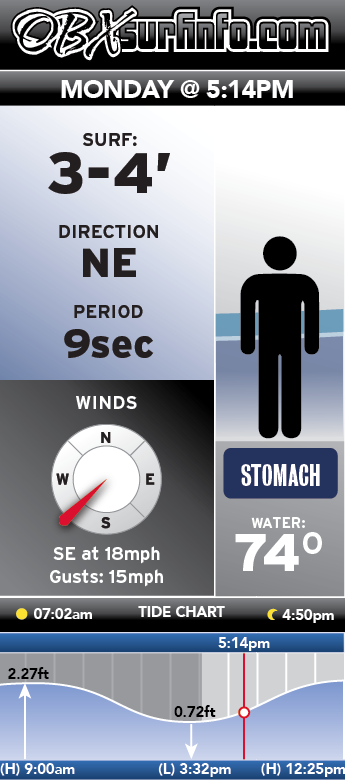 OBXsurfinfo.com
MONDAY @ 5:14PM
SURF:
3-4'
DIRECTION
NE
PERIOD
9sec
WINDS
N
W E
S
SE at 18mph
Gusts: 15mph
STOMACH
WATER:
74°
07:02am TIDE CHART 4:50pm
5:14pm
2.27ft
0.72ft
(H) 9:00am (L) 3:32pm (H) 12:25pm